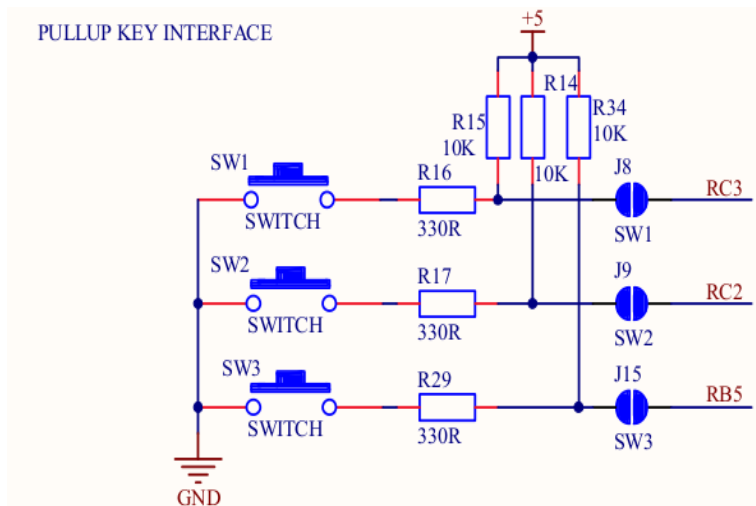 PULLUP KEY INTERFACE
+5
R14
R15
10K
R34
10K
10K
SW1
SWITCH
R16
330R
J8
SW1
RC3
SW2
SWITCH
R17
330R
J9
SW2
RC2
SW3
SWITCH
R29
330R
J15
SW3
RB5
GND